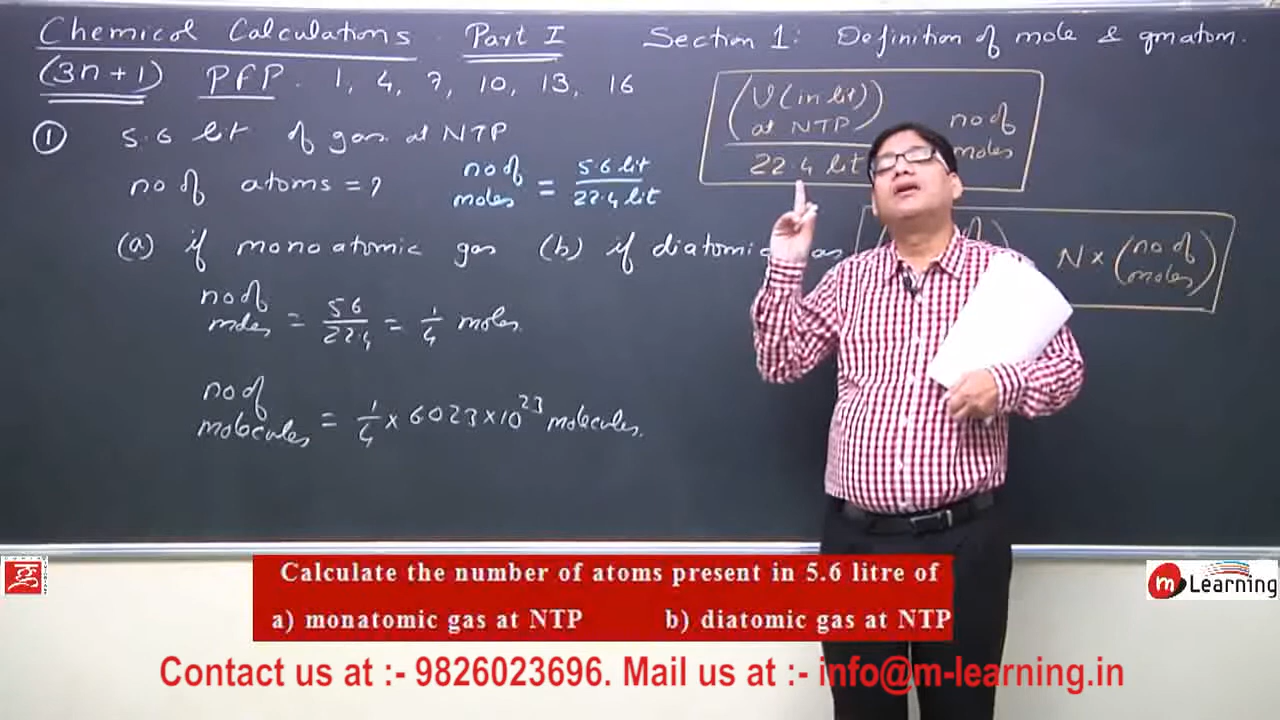 Chemical Calculations Part I Section 1: Definition of mole & gm atom.
(3n+1) PFP. 1, 4, 7, 10, 13, 16
(V (in lit)
at NTP)
22.4 lit
no of
moles
① 5.6 lit of gas at NTP
no of atoms = ?
no of
moles = 5.6 lit
22.4 lit
(a) if monoatomic gas (b) if diatomic gas
N × (no of
moles)
no of
moles = 56/22.4 = 1/4 moles.
no of
molecules = 1/4 × 6023 × 10^23 molecules.
Calculate the number of atoms present in 5.6 litre of
a) monatomic gas at NTP b) diatomic gas at NTP
m Learning
Contact us at :- 9826023696. Mail us at :- info@m-learning.in